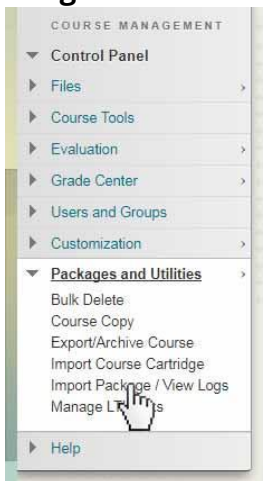 COURSE MANAGEMENT
Control Panel
Files
Course Tools
Evaluation
Grade Center
Users and Groups
Customization
Packages and Utilities
Bulk Delete
Course Copy
Export/Archive Course
Import Course Cartridge
Import Package / View Logs
Manage
Help